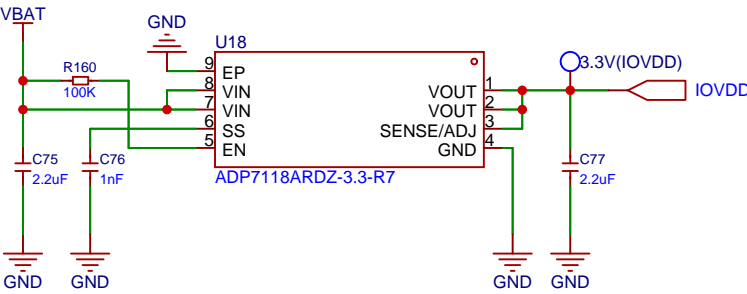 VBAT
GND
U18
R160
100K
9 EP
8 VIN
7 VIN
6 SS
5 EN
VOUT 1
VOUT 2
SENSE/ADJ 3
GND 4
3.3V(IOVDD)
IOVDD
C75
2.2uF
C76
1nF
ADP7118ARDZ-3.3-R7
C77
2.2uF
GND
GND
GND
GND